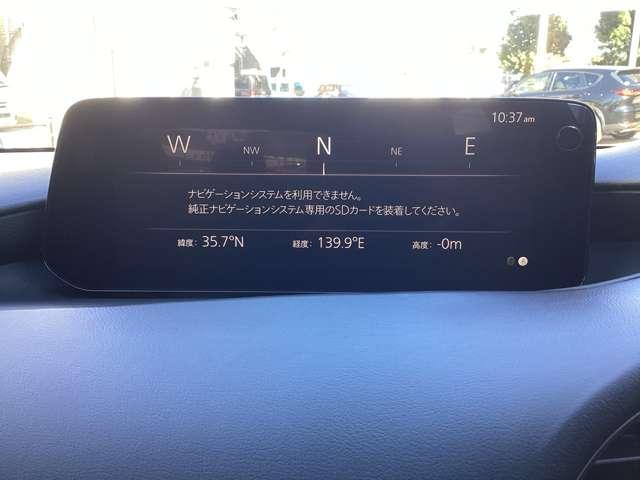 10:37am
W NW N NE E
ナビゲーションシステムを利用できません。
純正ナビゲーションシステム専用のSDカードを装着してください。
緯度: 35.7°N 経度: 139.9°E 高度: -0m